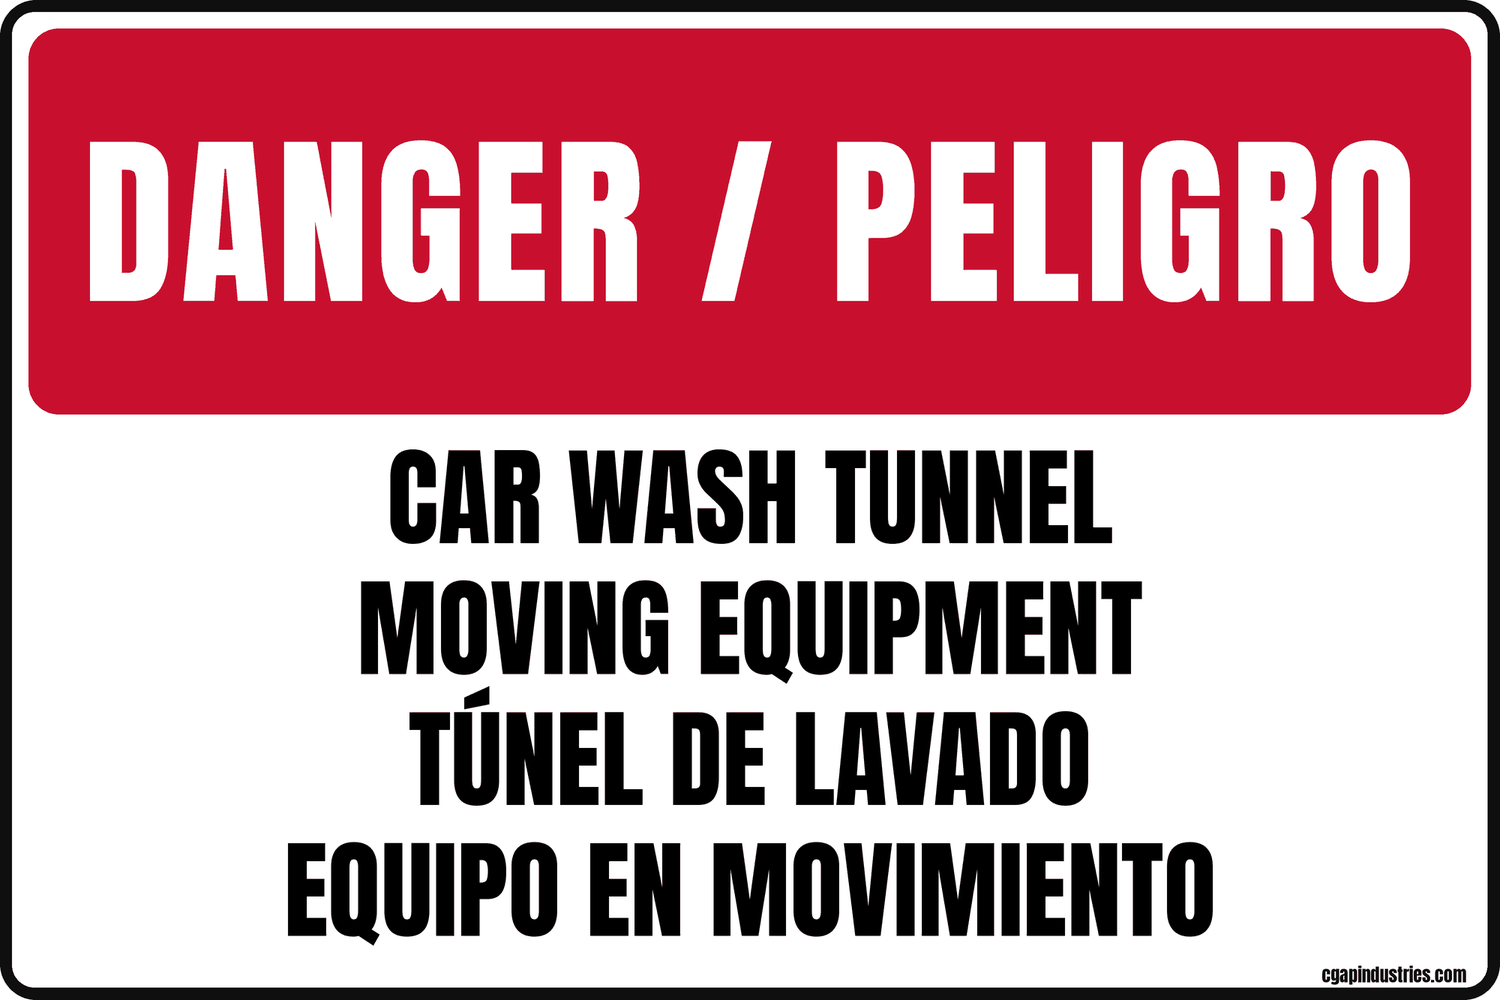 DANGER / PELIGRO
CAR WASH TUNNEL
MOVING EQUIPMENT
TÚNEL DE LAVADO
EQUIPO EN MOVIMIENTO
cgapindustries.com